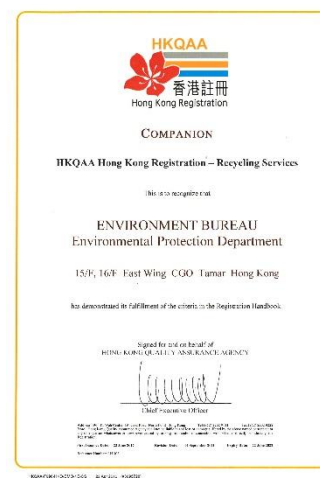 HKQAA
香港註冊
Hong Kong Registration
COMPANION
HKQAA Hong Kong Registration – Recycling Services
This is to recognize that
ENVIRONMENT BUREAU
Environmental Protection Department
15/F, 16/F East Wing CGO Tamar Hong Kong
has demonstrated its fulfillment of the criteria in the Registration Handbook
Signed for and on behalf of
HONG KONG QUALITY ASSURANCE AGENCY
Chief Executive Officer